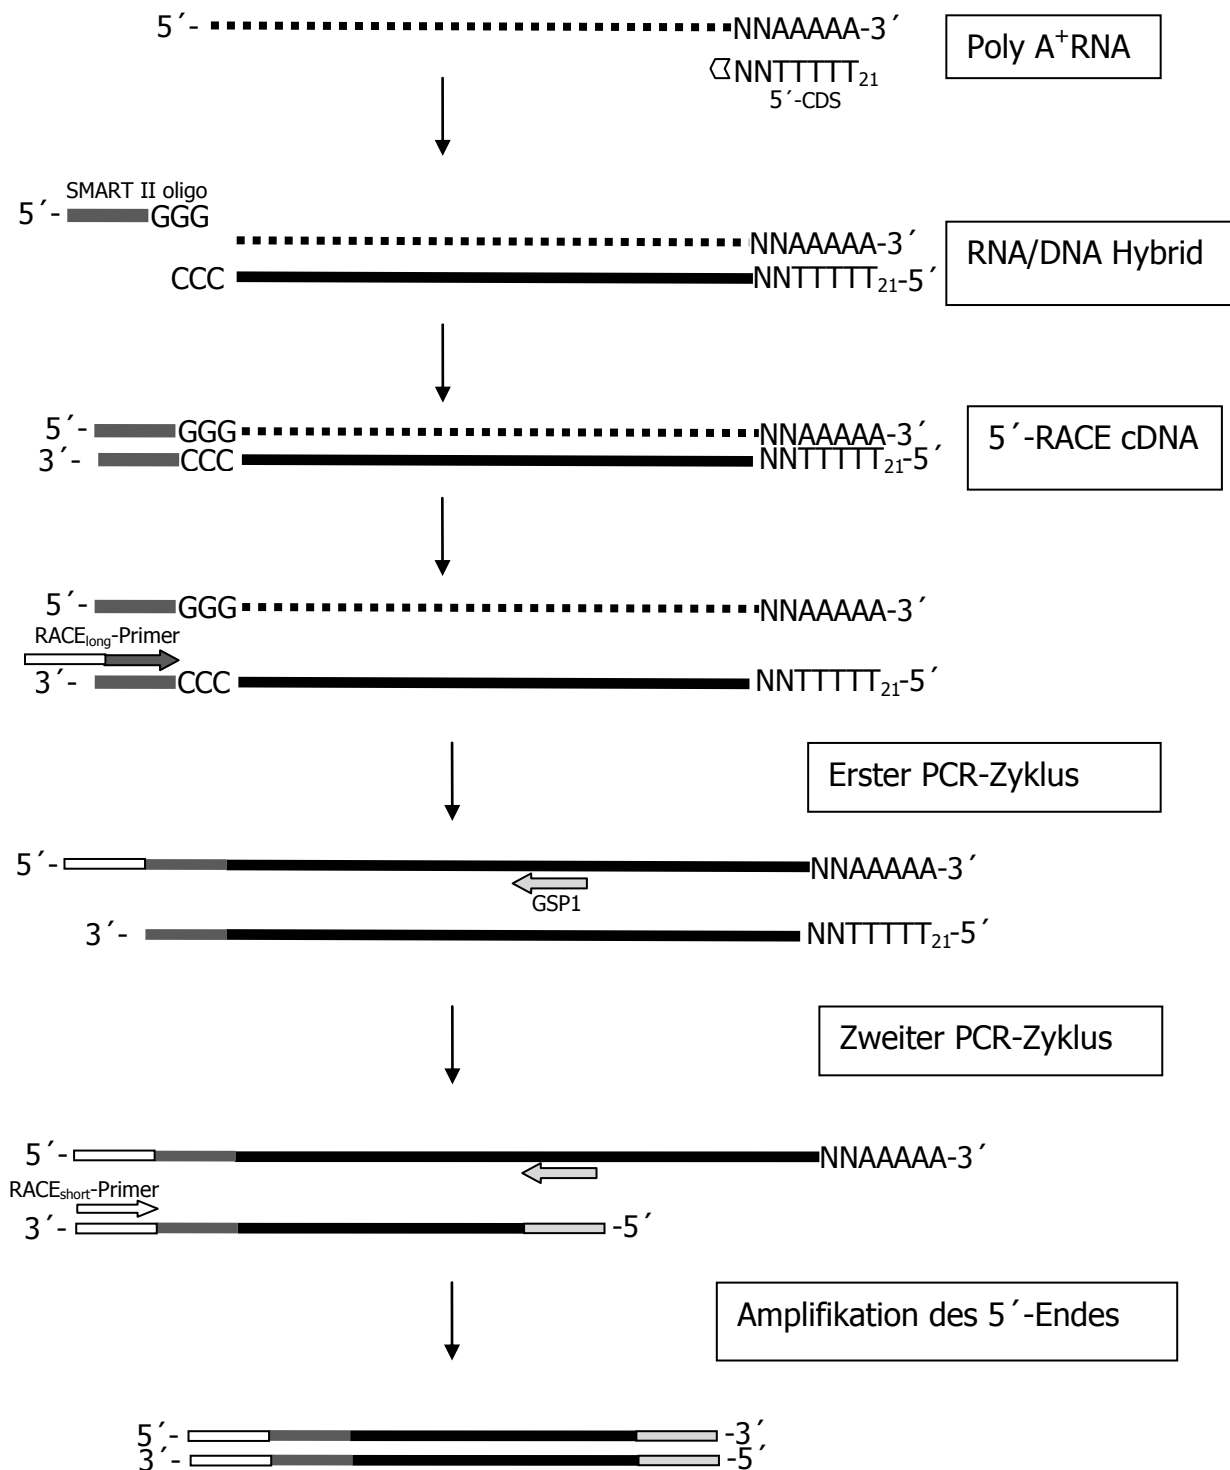 5´- NNAAAAA-3´
Poly A⁺RNA
NNTTTTT₂₁
5´-CDS
SMART II oligo
5´- GGG
NNAAAAA-3´
RNA/DNA Hybrid
CCC NNTTTTT₂₁-5´
5´- GGG NNAAAAA-3´
3´- CCC NNTTTTT₂₁-5´
5´-RACE cDNA
5´- GGG NNAAAAA-3´
RACElong-Primer
3´- CCC NNTTTTT₂₁-5´
Erster PCR-Zyklus
5´- NNAAAAA-3´
GSP1
3´- NNTTTTT₂₁-5´
Zweiter PCR-Zyklus
5´- NNAAAAA-3´
RACEshort-Primer
3´- -5´
Amplifikation des 5´-Endes
5´- -3´
3´- -5´